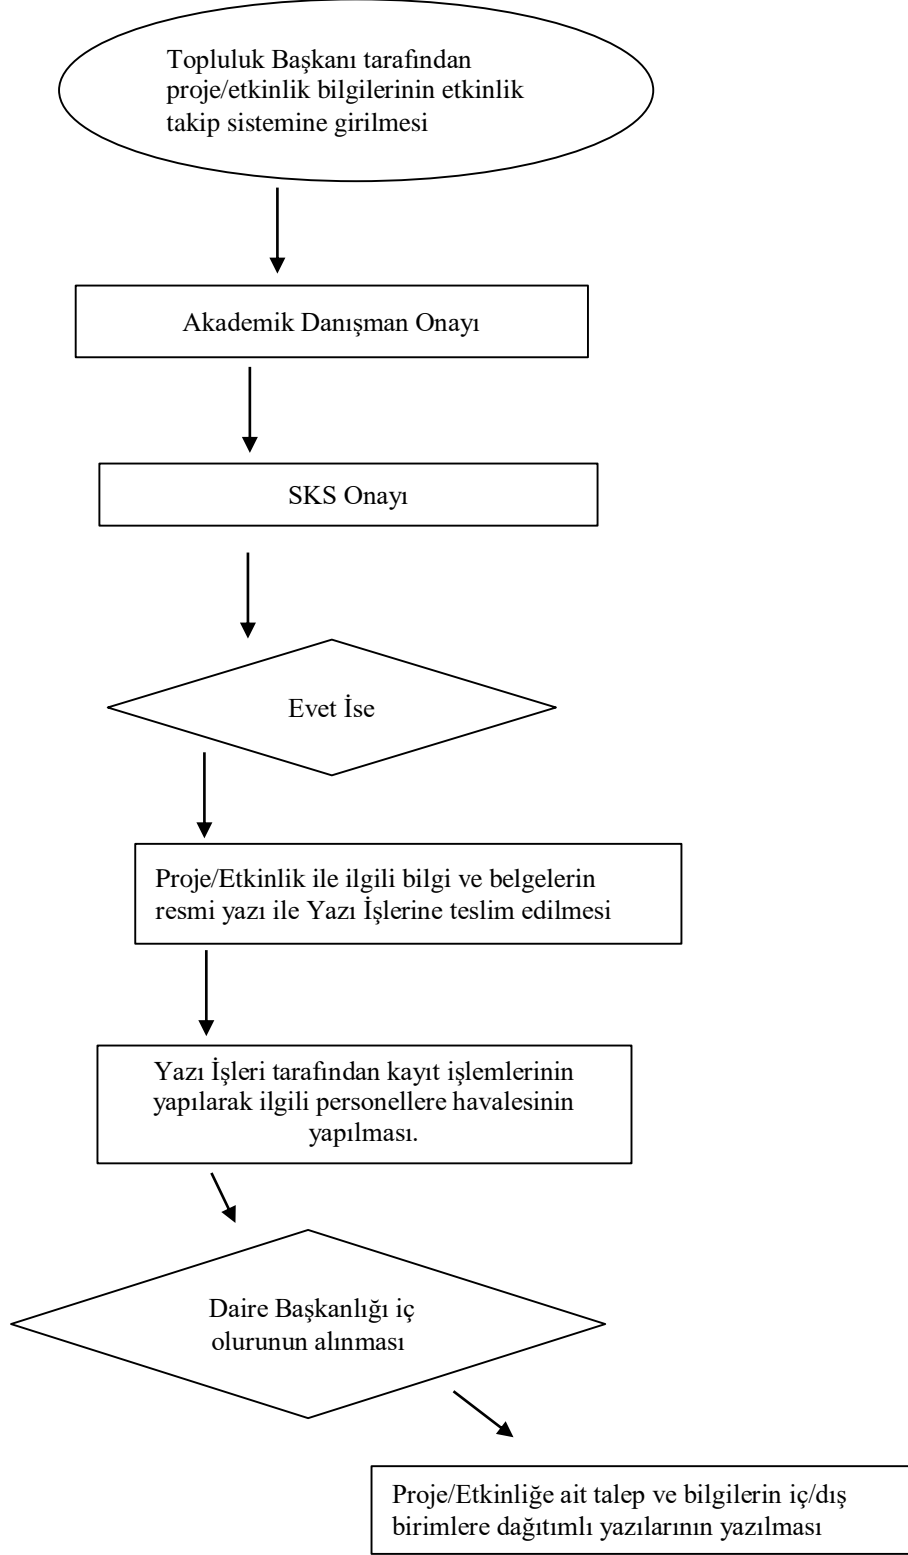 Topluluk Başkanı tarafından
proje/etkinlik bilgilerinin etkinlik
takip sistemine girilmesi
Akademik Danışman Onayı
SKS Onayı
Evet İse
Proje/Etkinlik ile ilgili bilgi ve belgelerin
resmi yazı ile Yazı İşlerine teslim edilmesi
Yazı İşleri tarafından kayıt işlemlerinin
yapılarak ilgili personellere havalesinin
yapılması.
Daire Başkanlığı iç
olurunun alınması
Proje/Etkinliğe ait talep ve bilgilerin iç/dış
birimlere dağıtımlı yazılarının yazılması